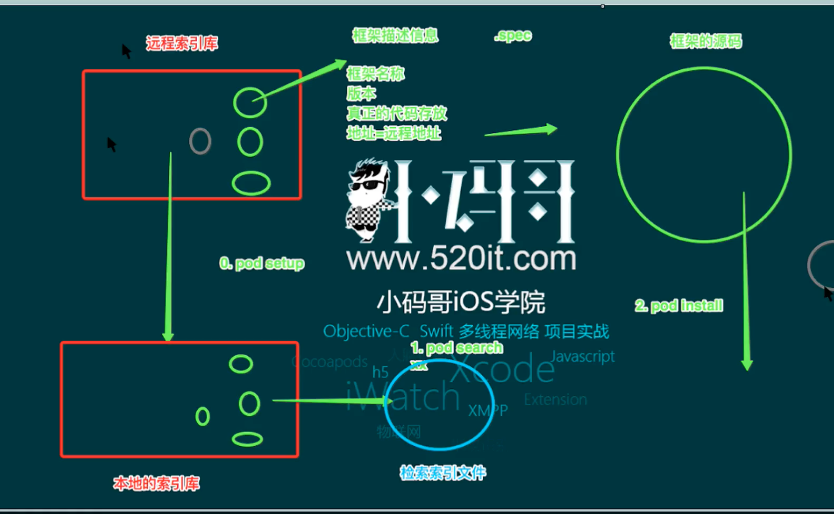 远程索引库
框架描述信息 .spec
框架的源码
框架名称
版本
真正的代码存放
地址=远程地址
小码哥
www.520it.com
小码哥iOS学院
Objective-C Swift 多线程网络 项目实战
0. pod setup
1. pod search
xx
2. pod install
Cocoapods
h5
Xcode
Javascript
iWatch
XMPP
Extension
物联网
本地的索引库
检索索引文件